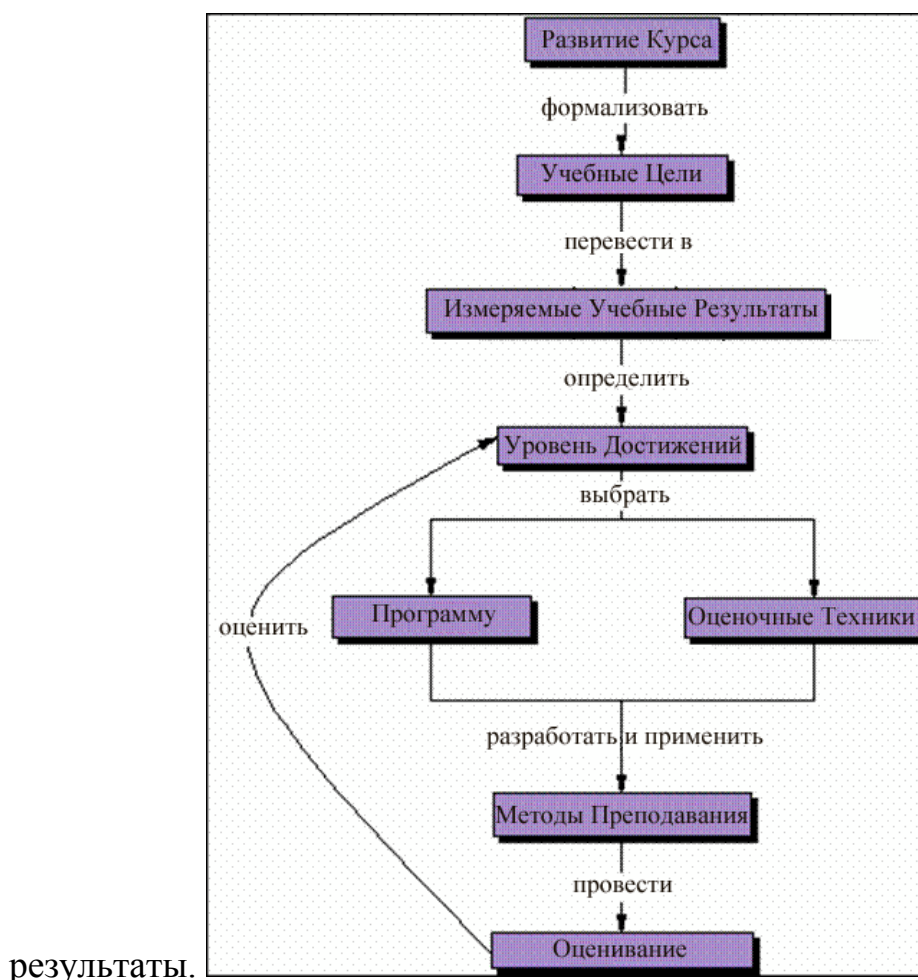 Развитие Курса
формализовать
Учебные Цели
перевести в
Измеряемые Учебные Результаты
определить
Уровень Достижений
выбрать
Программу
Оценочные Техники
оценить
разработать и применить
Методы Преподавания
провести
Оценивание
результаты.